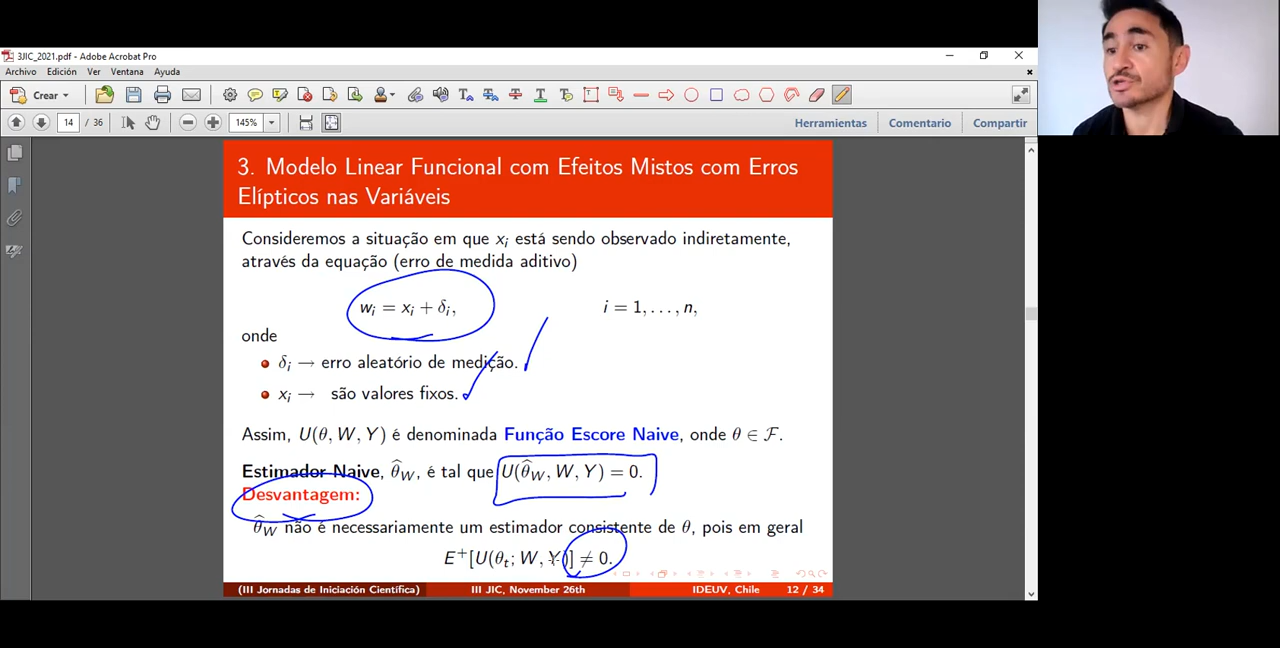 3JIC_2021.pdf - Adobe Acrobat Pro
Archivo Edición Ver Ventana Ayuda
Crear
14 / 36 145% Herramientas Comentario Compartir
3. Modelo Linear Funcional com Efeitos Mistos com Erros
Elípticos nas Variáveis
Consideremos a situação em que xᵢ está sendo observado indiretamente,
através da equação (erro de medida aditivo)
wᵢ = xᵢ + δᵢ, i = 1, . . . , n,
onde
δᵢ → erro aleatório de medição.
xᵢ → são valores fixos.
Assim, U(θ, W, Y) é denominada Função Escore Naive, onde θ ∈ ℱ.
Estimador Naive, θ̂_W, é tal que U(θ̂_W, W, Y) = 0.
Desvantagem:
θ̂_W não é necessariamente um estimador consistente de θ, pois em geral
E⁺[U(θₜ; W, Y)] ≠ 0.
(III Jornadas de Iniciación Científica) III JIC, November 26th IDEUV, Chile 12 / 34